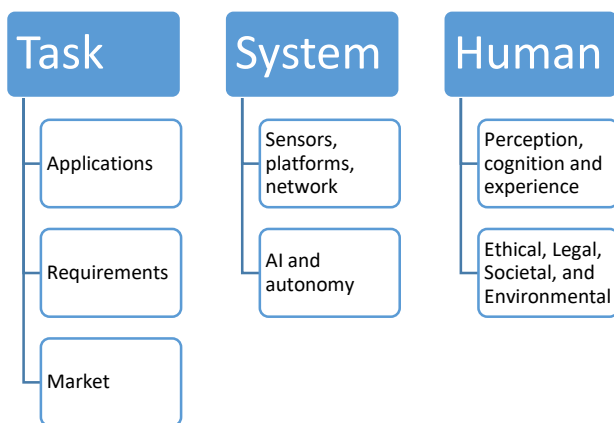 Task
Applications
Requirements
Market
System
Sensors,
platforms,
network
AI and
autonomy
Human
Perception,
cognition and
experience
Ethical, Legal,
Societal, and
Environmental